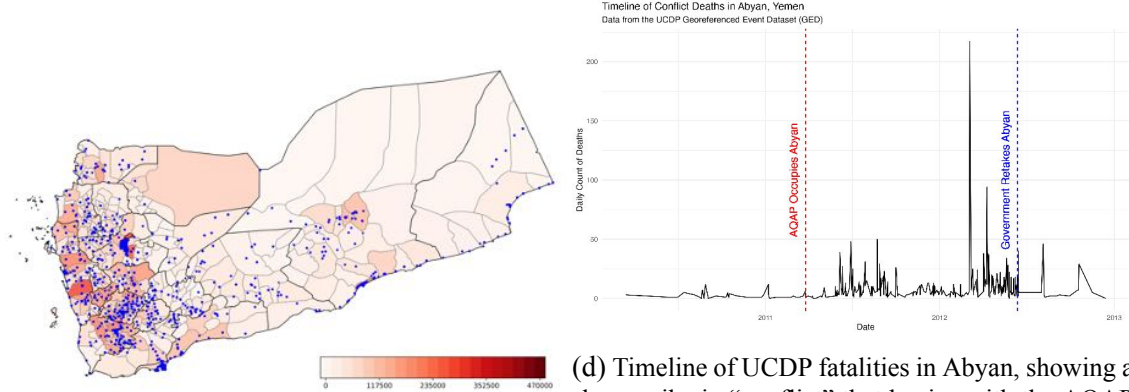 0
117500
235000
352500
470000
Timeline of Conflict Deaths in Abyan, Yemen
Data from the UCDP Georeferenced Event Dataset (GED)
Daily Count of Deaths
200
150
100
50
0
AQAP Occupies Abyan
Government Retakes Abyan
2011
2012
2013
Date
(d) Timeline of UCDP fatalities in Abyan, showing a